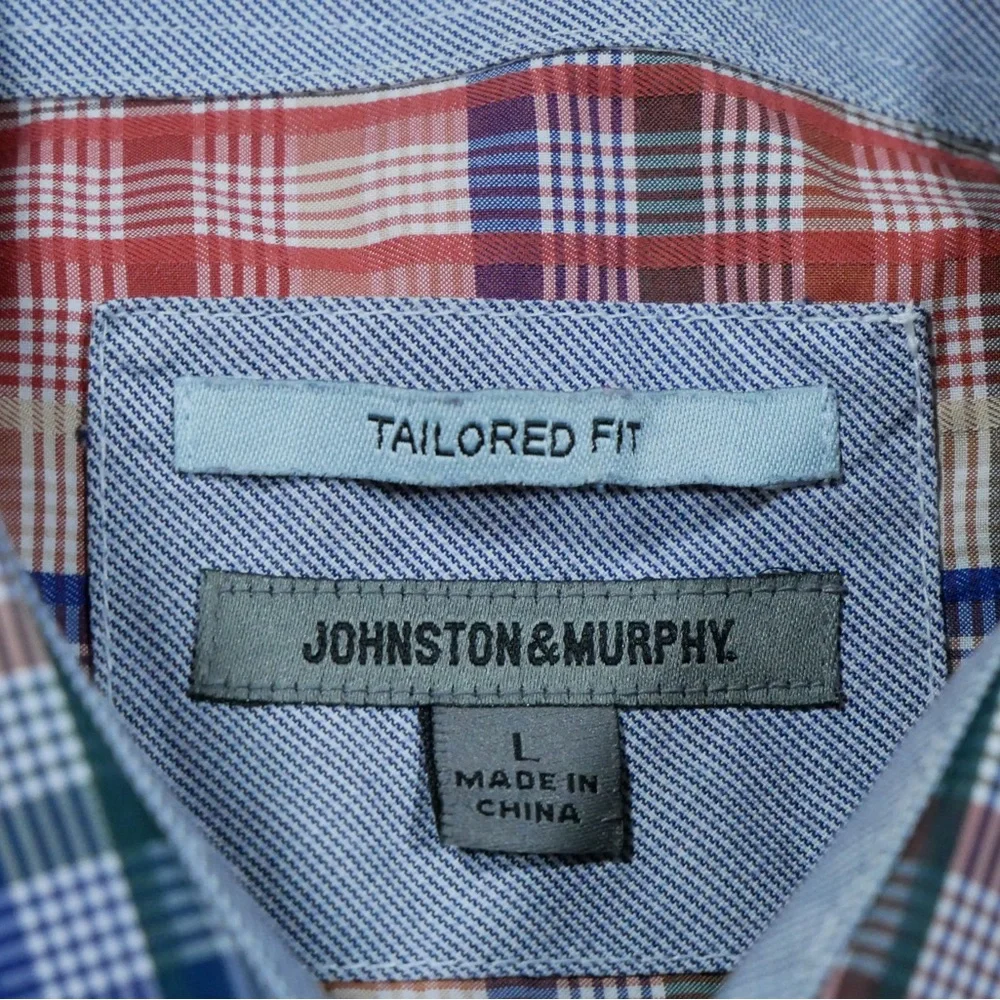 TAILORED FIT
JOHNSTON&MURPHY.
L
MADE IN
CHINA